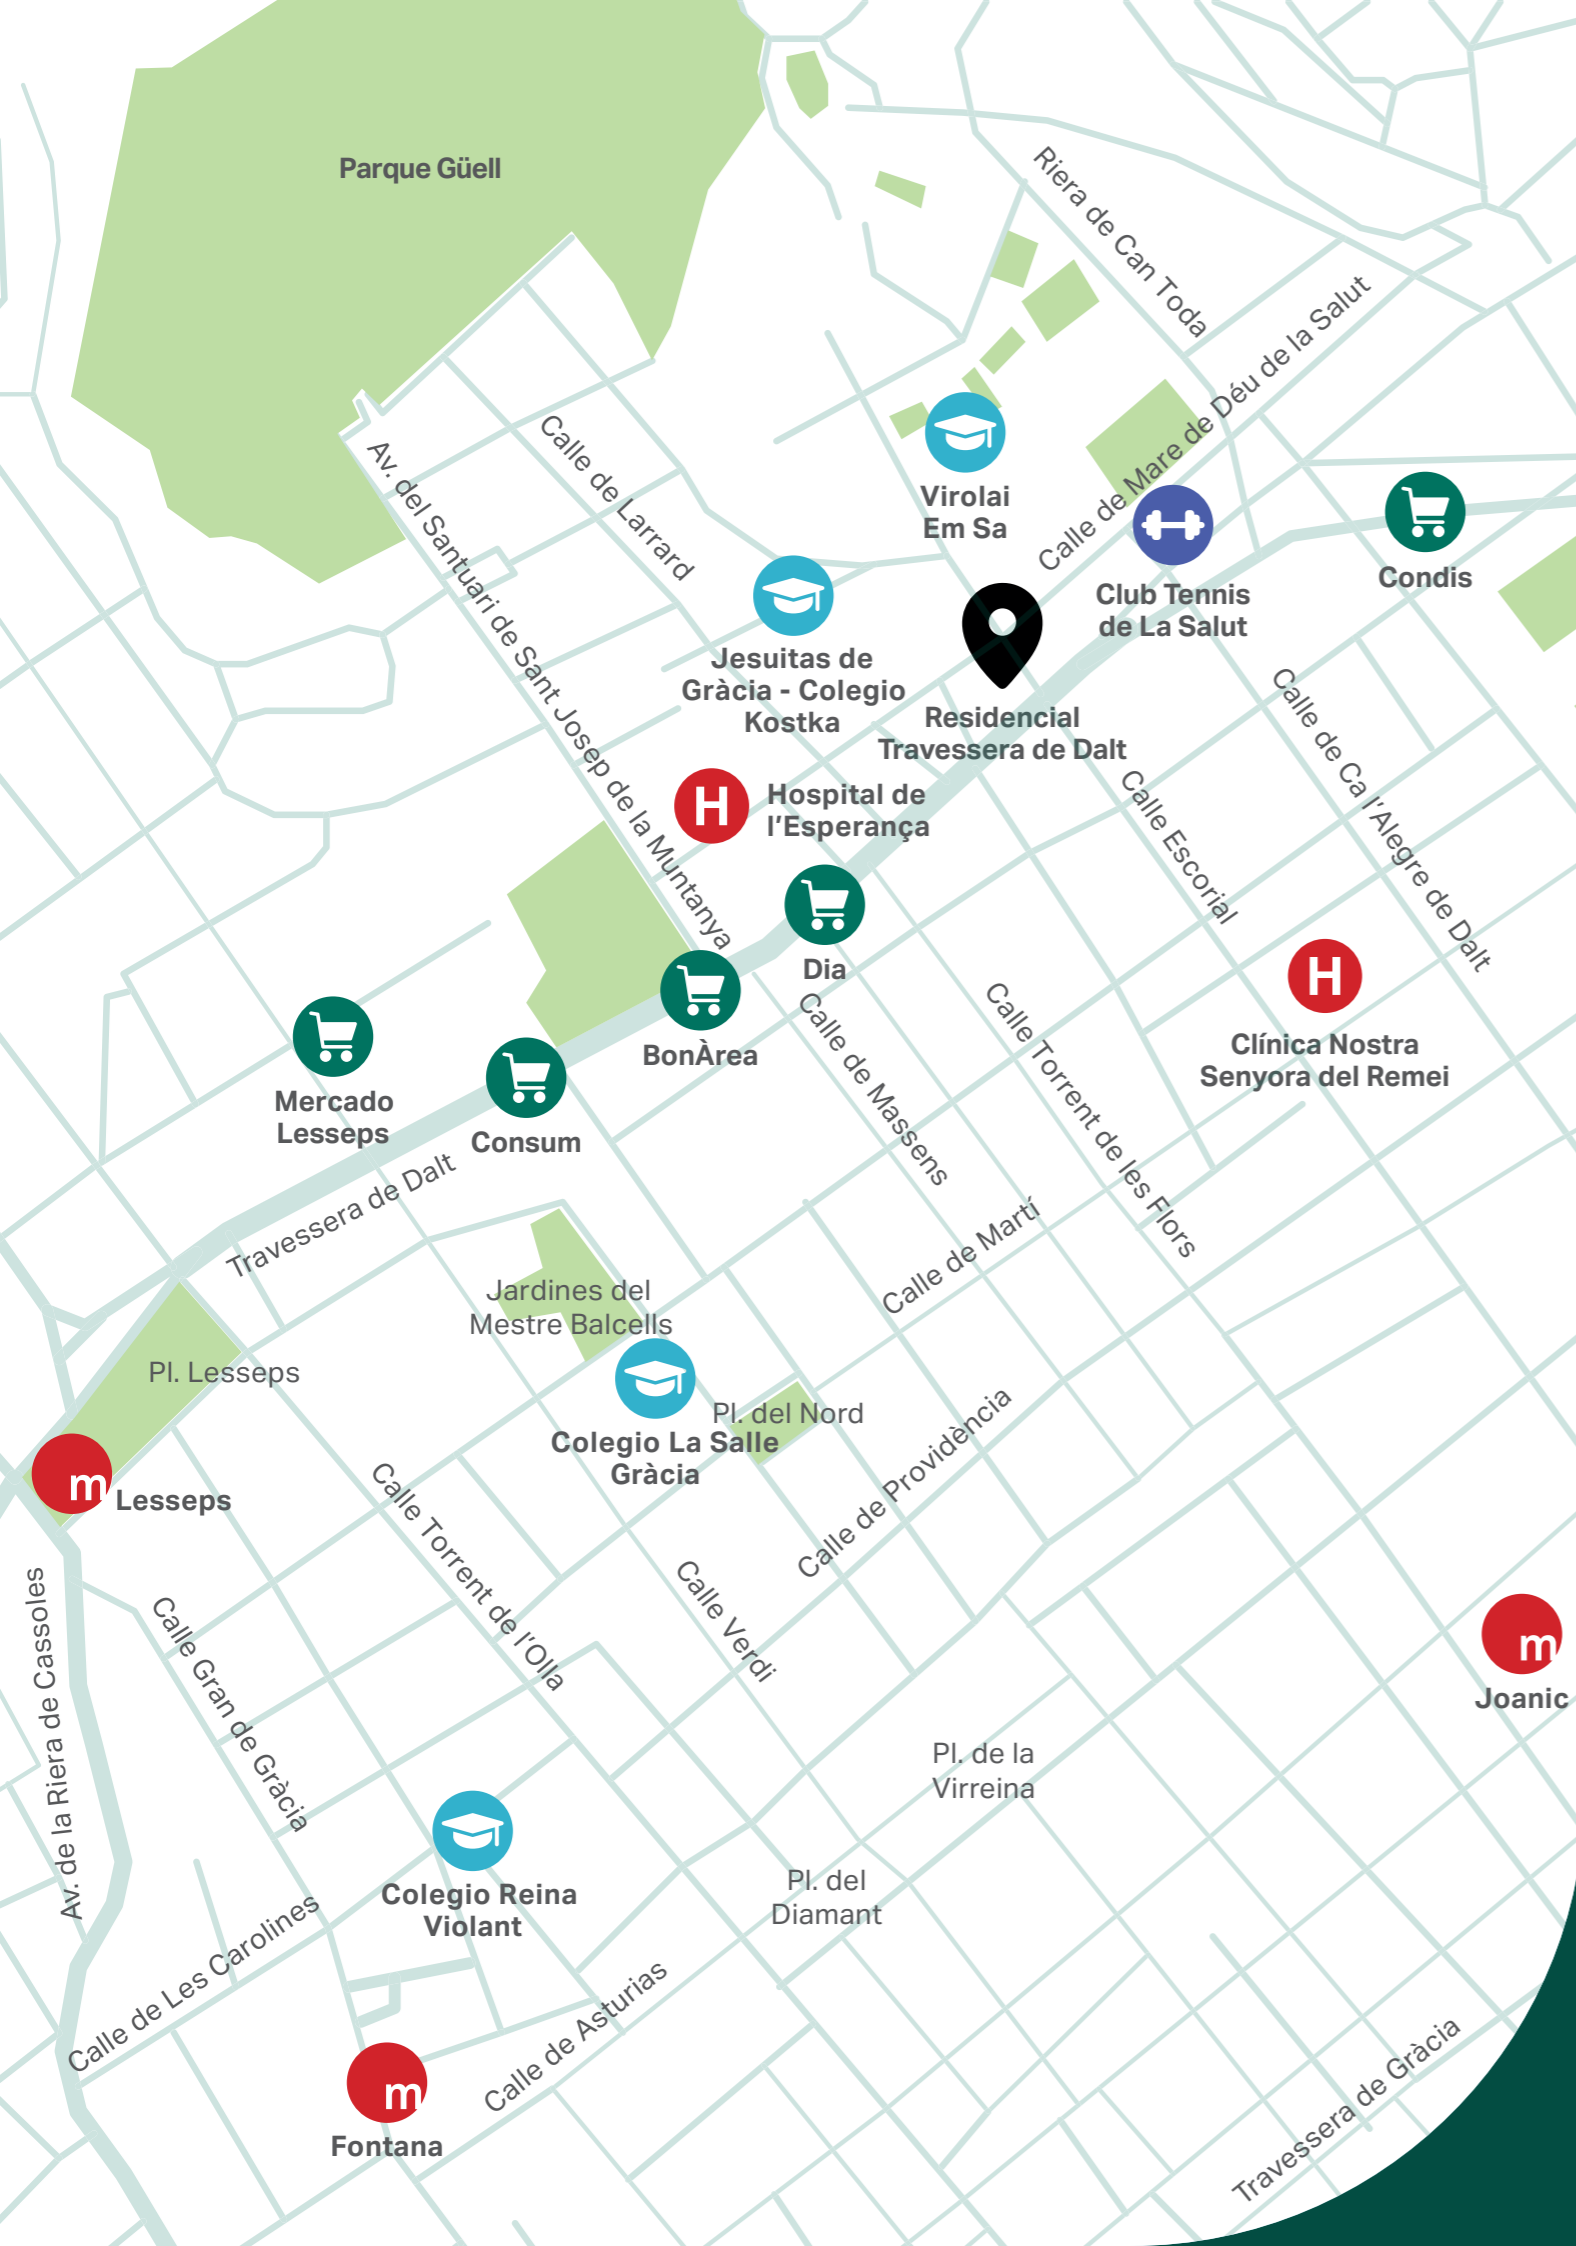 Parque Güell
Riera de Can Toda
Calle de Mare de Déu de la Salut
Av. del Santuari de Sant Josep de la Muntanya
Calle de Larrard
Virolai
Em Sa
Club Tennis
de La Salut
Condis
Jesuitas de
Gràcia - Colegio
Kostka
Residencial
Travessera de Dalt
Calle de Ca l'Alegre de Dalt
Calle Escorial
H
Hospital de
l'Esperança
Dia
H
Clínica Nostra
Senyora del Remei
BonÀrea
Calle de Massens
Calle Torrent de les Flors
Mercado
Lesseps
Consum
Travessera de Dalt
Calle de Martí
Jardines del
Mestre Balcells
Pl. Lesseps
Pl. del Nord
Colegio La Salle
Gràcia
m
Lesseps
Calle de Providència
Calle Torrent de l'Olla
Calle Verdi
Av. de la Riera de Cassoles
Calle Gran de Gràcia
m
Joanic
Pl. de la
Virreina
Colegio Reina
Violant
Pl. del
Diamant
Calle de Les Carolines
Calle de Asturias
m
Fontana
Travessera de Gràcia